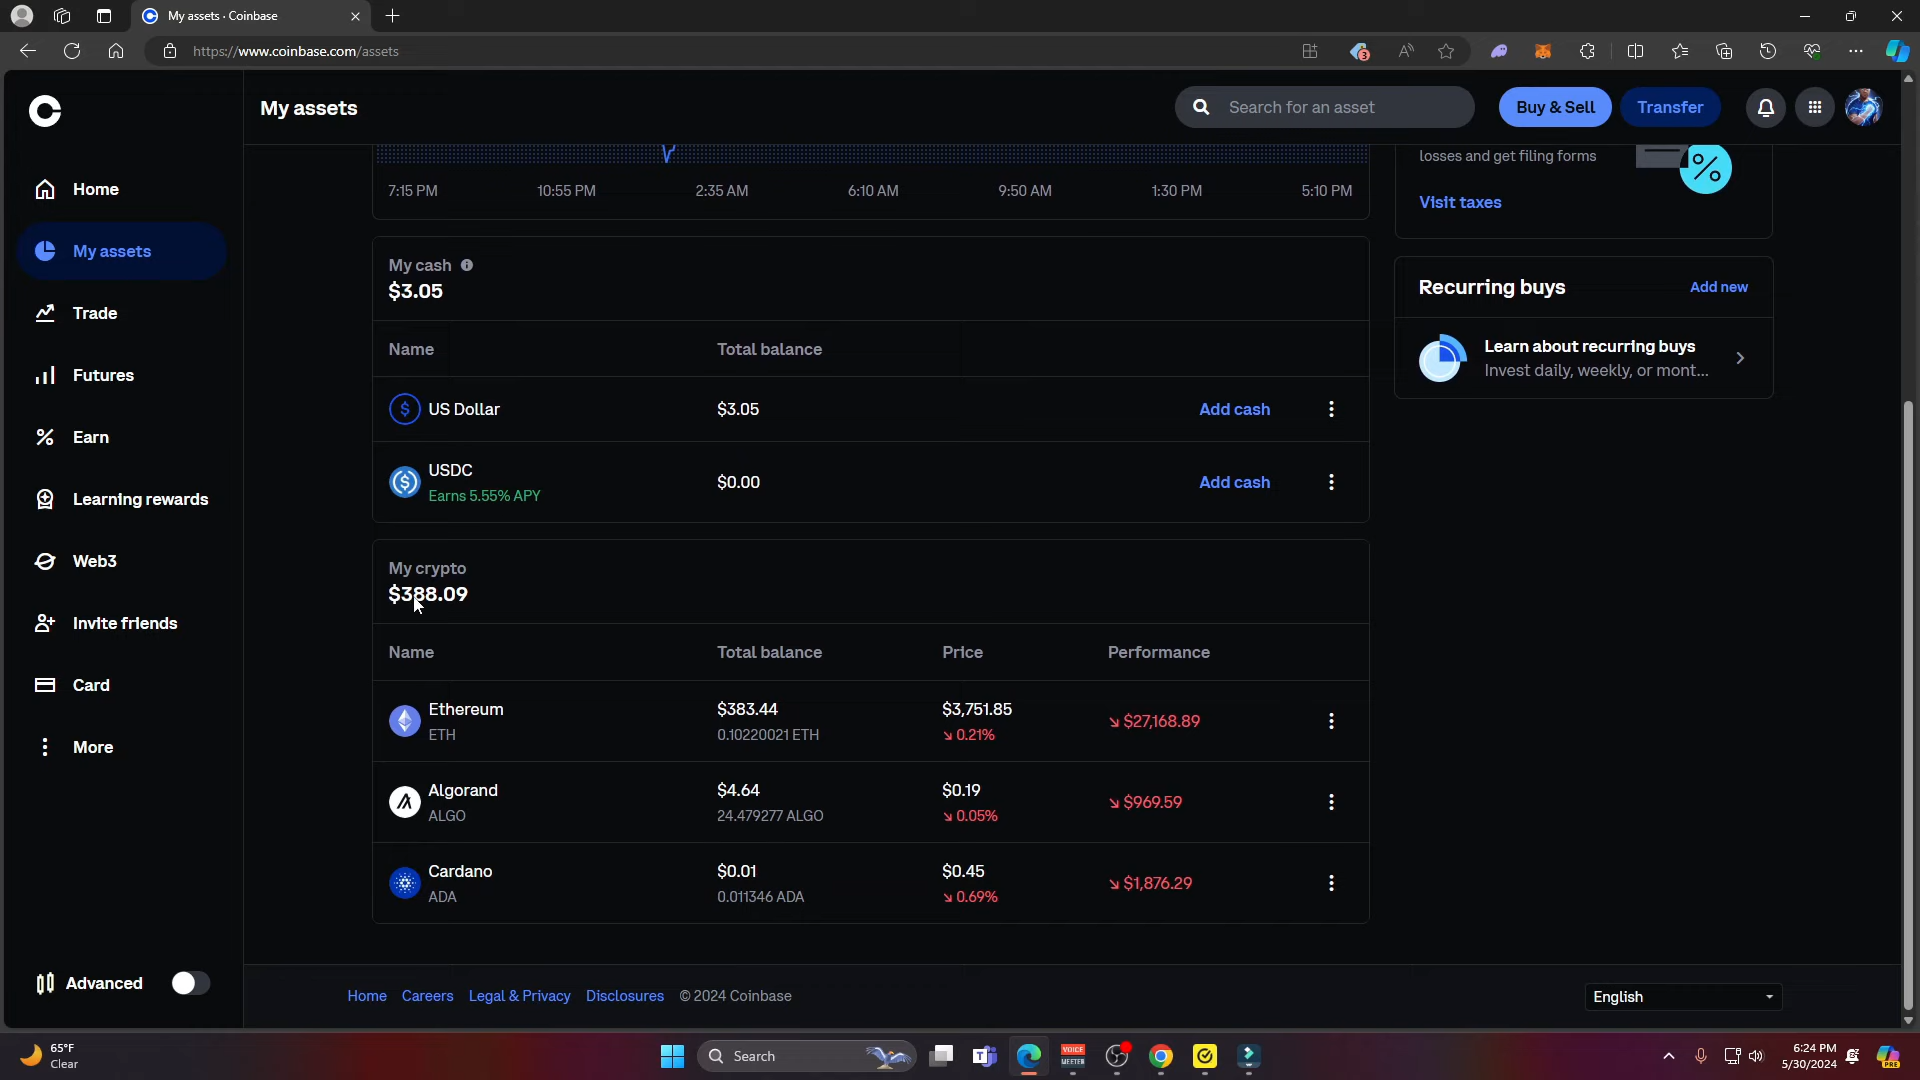 My assets · Coinbase
https://www.coinbase.com/assets
3
My assets
Search for an asset
Buy & Sell
Transfer
Home
My assets
Trade
Futures
Earn
Learning rewards
Web3
Invite friends
Card
More
Advanced
7:15 PM 10:55 PM 2:35 AM 6:10 AM 9:50 AM 1:30 PM 5:10 PM
My cash
$3.05
Name Total balance
US Dollar $3.05 Add cash
USDC $0.00 Add cash
Earns 5.55% APY
My crypto
$388.09
Name Total balance Price Performance
Ethereum $383.44 $3,751.85 ↘ $27,168.89
ETH 0.10220021 ETH ↘ 0.21%
Algorand $4.64 $0.19 ↘ $969.59
ALGO 24.479277 ALGO ↘ 0.05%
Cardano $0.01 $0.45 ↘ $1,876.29
ADA 0.011346 ADA ↘ 0.69%
losses and get filing forms
Visit taxes
Recurring buys Add new
Learn about recurring buys
Invest daily, weekly, or mont...
Home Careers Legal & Privacy Disclosures © 2024 Coinbase
English
65°F
Clear
Search
VOICE
MEETER
6:24 PM
5/30/2024
PRE